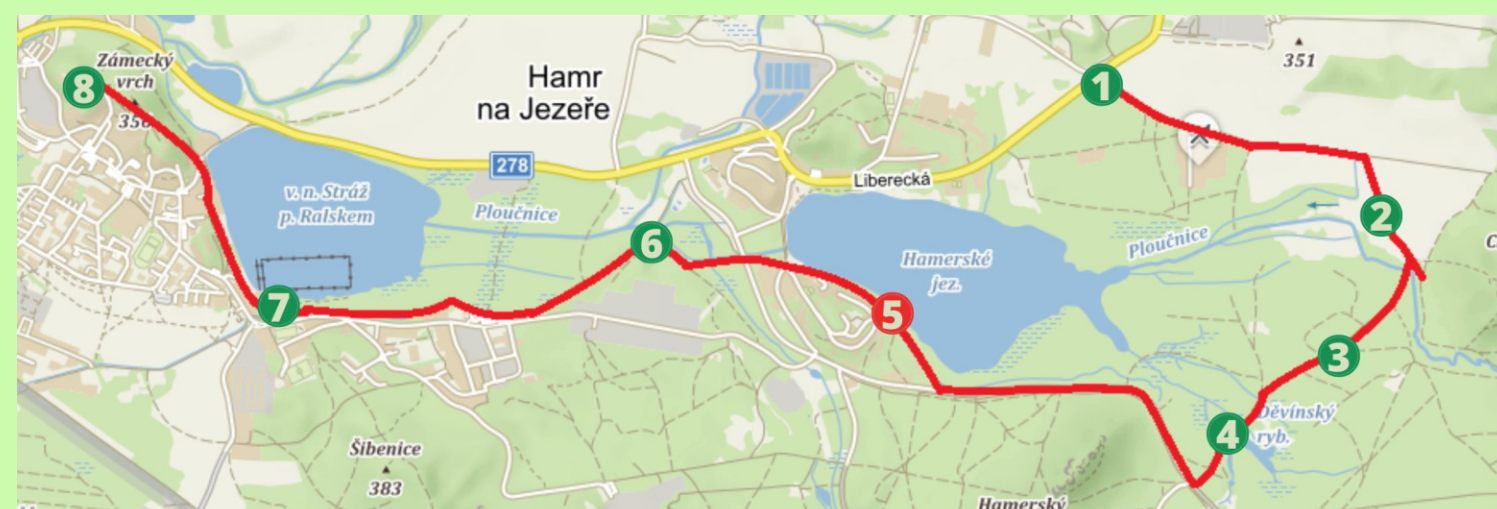 Zámecký
vrch
8
Hamr
na Jezeře
1
351
278
Liberecká
v. n. Stráž
p. Ralskem
Ploučnice
2
Ploučnice
6
Hamerské
jez.
7
5
3
Děvínský
ryb.
4
Šibenice
383
Hamerský